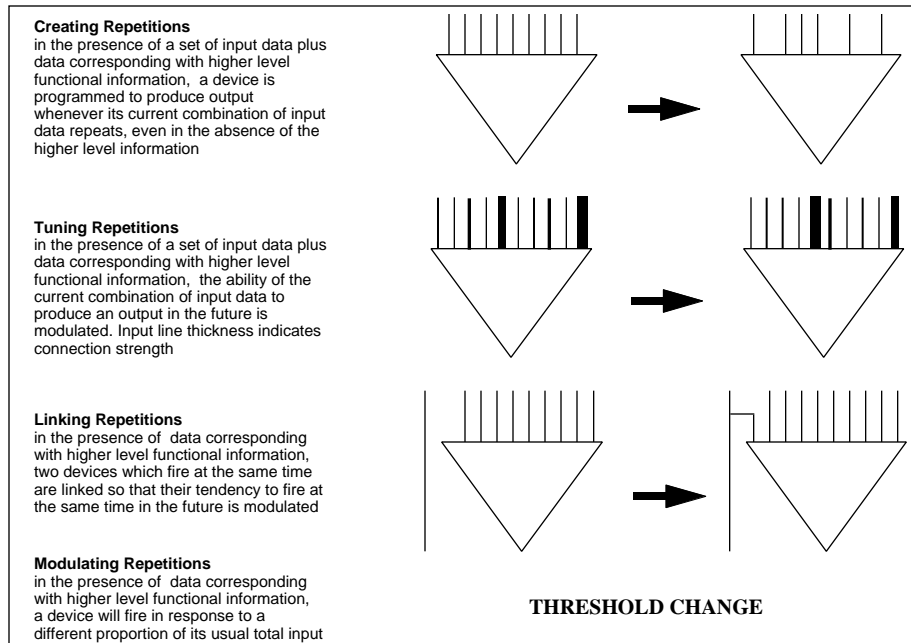 Creating Repetitions
in the presence of a set of input data plus
data corresponding with higher level
functional information, a device is
programmed to produce output
whenever its current combination of input
data repeats, even in the absence of the
higher level information
Tuning Repetitions
in the presence of a set of input data plus
data corresponding with higher level
functional information, the ability of the
current combination of input data to
produce an output in the future is
modulated. Input line thickness indicates
connection strength
Linking Repetitions
in the presence of data corresponding
with higher level functional information,
two devices which fire at the same time
are linked so that their tendency to fire at
the same time in the future is modulated
Modulating Repetitions
in the presence of data corresponding
with higher level functional information,
a device will fire in response to a
different proportion of its usual total input
THRESHOLD CHANGE